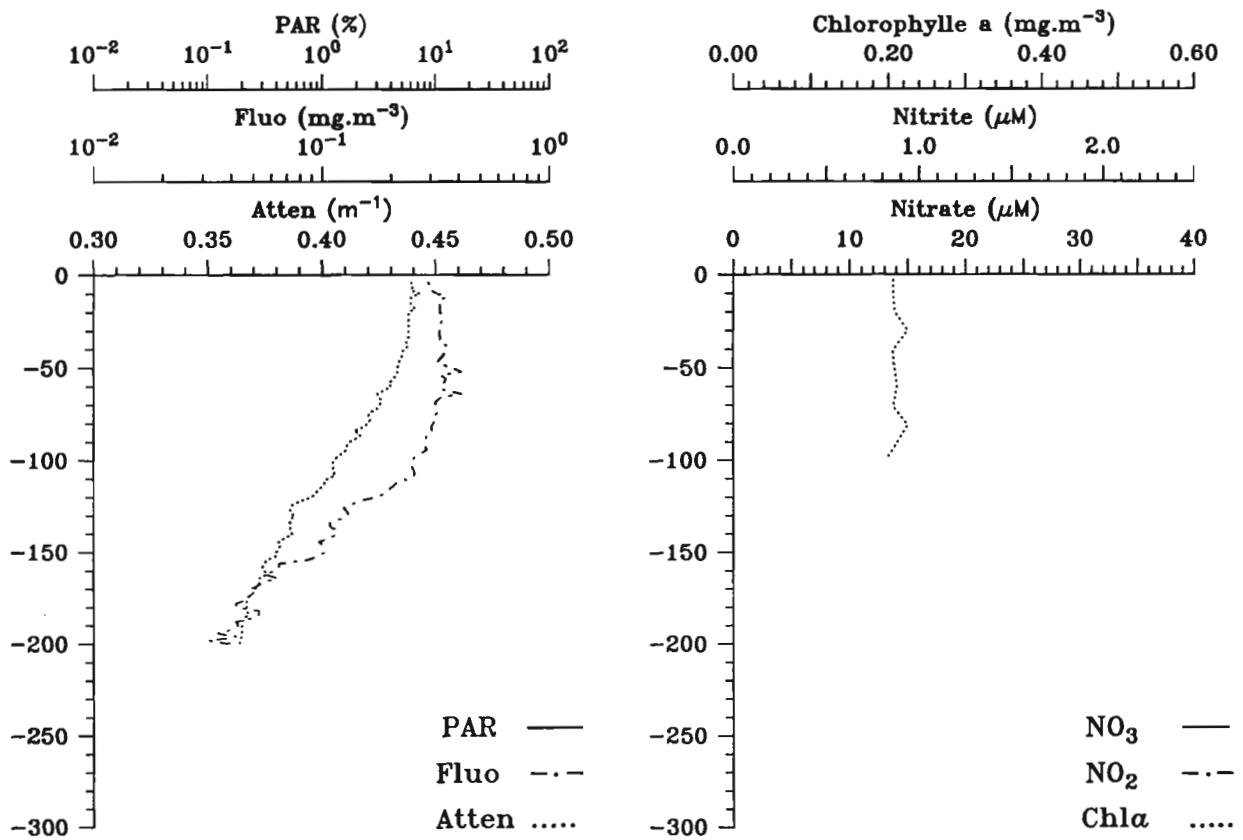 PAR (%)
10⁻² 10⁻¹ 10⁰ 10¹ 10²
Fluo (mg.m⁻³)
10⁻² 10⁻¹ 10⁰
Atten (m⁻¹)
0.30 0.35 0.40 0.45 0.50
0
−50
−100
−150
−200
−250
−300
PAR
Fluo
Atten
Chlorophylle a (mg.m⁻³)
0.00 0.20 0.40 0.60
Nitrite (μM)
0.0 1.0 2.0
Nitrate (μM)
0 10 20 30 40
0
−50
−100
−150
−200
−250
−300
NO₃
NO₂
Chla